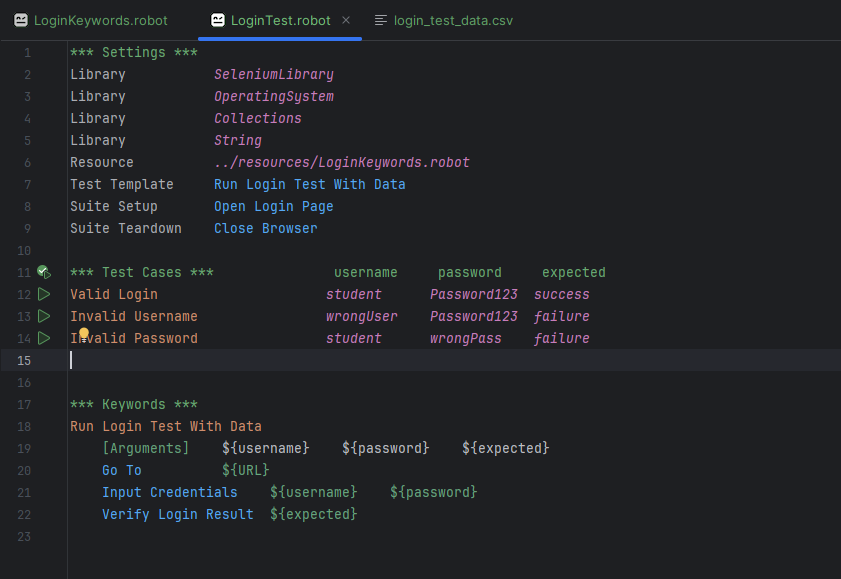 LoginKeywords.robot LoginTest.robot × login_test_data.csv
1 *** Settings ***
2 Library SeleniumLibrary
3 Library OperatingSystem
4 Library Collections
5 Library String
6 Resource ../resources/LoginKeywords.robot
7 Test Template Run Login Test With Data
8 Suite Setup Open Login Page
9 Suite Teardown Close Browser
10
11 *** Test Cases *** username password expected
12 Valid Login student Password123 success
13 Invalid Username wrongUser Password123 failure
14 Invalid Password student wrongPass failure
15
16
17 *** Keywords ***
18 Run Login Test With Data
19 [Arguments] ${username} ${password} ${expected}
20 Go To ${URL}
21 Input Credentials ${username} ${password}
22 Verify Login Result ${expected}
23